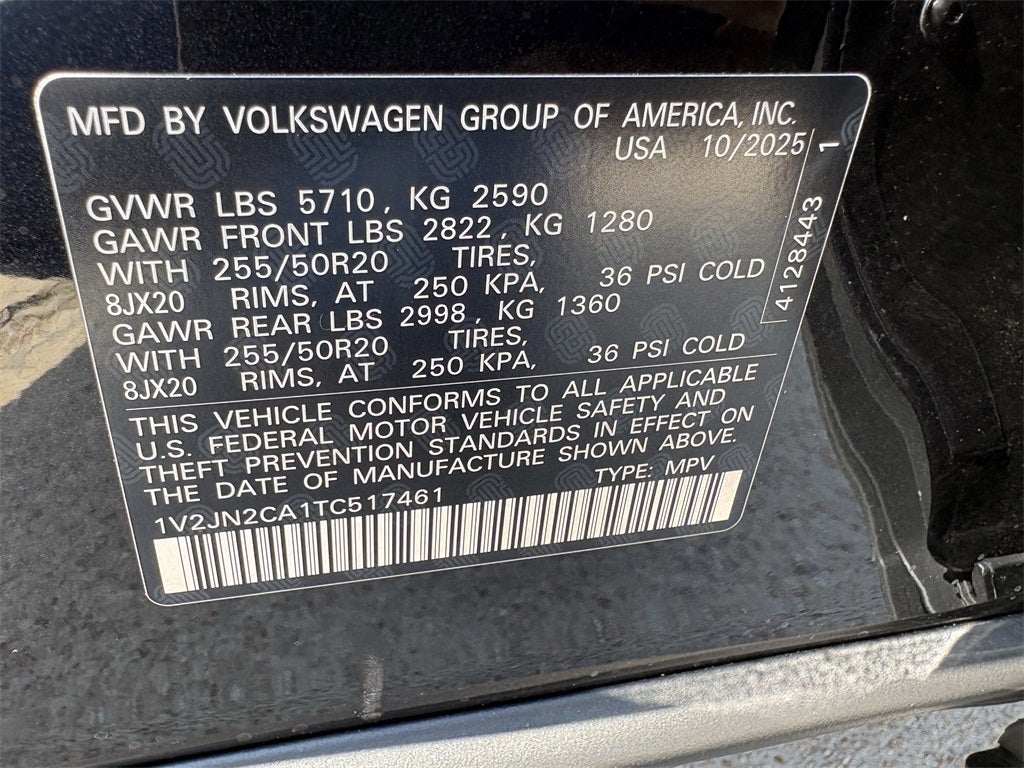 MFD BY VOLKSWAGEN GROUP OF AMERICA, INC.
USA 10/2025
GVWR LBS 5710, KG 2590
GAWR FRONT LBS 2822, KG 1280
WITH 255/50R20 TIRES,
8JX20 RIMS, AT 250 KPA, 36 PSI COLD
GAWR REAR LBS 2998, KG 1360
WITH 255/50R20 TIRES,
8JX20 RIMS, AT 250 KPA, 36 PSI COLD
4128443 1
THIS VEHICLE CONFORMS TO ALL APPLICABLE
U.S. FEDERAL MOTOR VEHICLE SAFETY AND
THEFT PREVENTION STANDARDS IN EFFECT ON
THE DATE OF MANUFACTURE SHOWN ABOVE.
1V2JN2CA1TC517461 TYPE: MPV